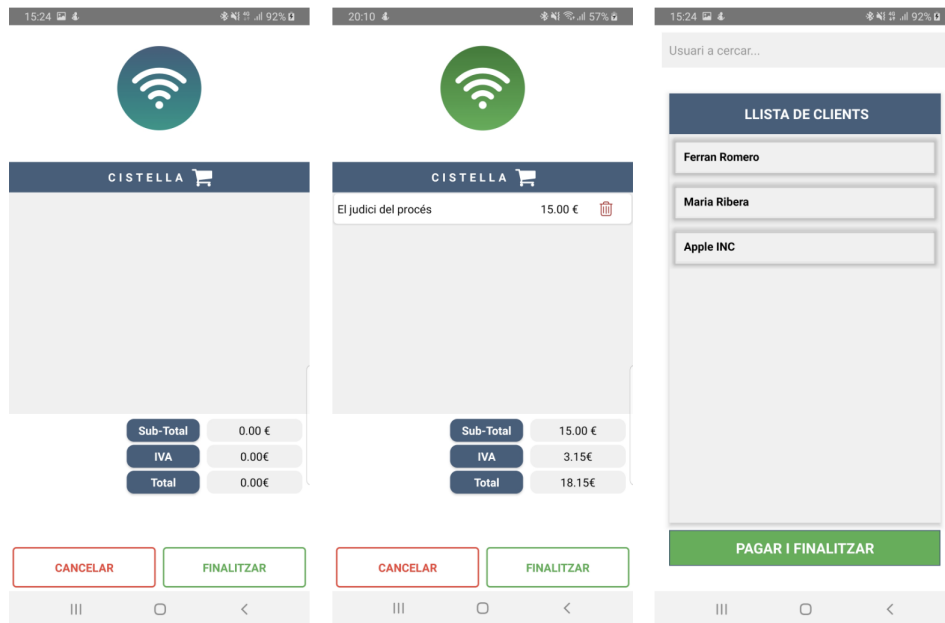 15:24 92%
CISTELLA
Sub-Total 0.00 €
IVA 0.00€
Total 0.00€
CANCELAR FINALITZAR
20:10 57%
CISTELLA
El judici del procés 15.00 €
Sub-Total 15.00 €
IVA 3.15€
Total 18.15€
CANCELAR FINALITZAR
15:24 92%
Usuari a cercar...
LLISTA DE CLIENTS
Ferran Romero
Maria Ribera
Apple INC
PAGAR I FINALITZAR